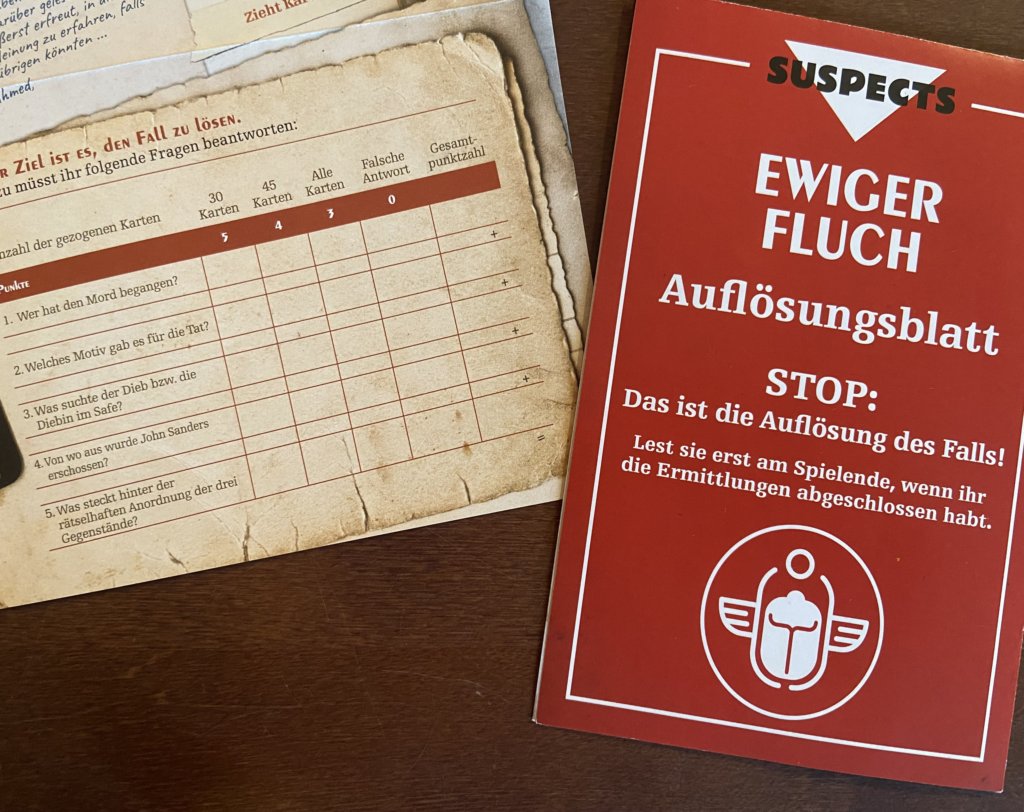 arüber gele
ßerst erfreut, in d
einung zu erfahren, falls
übrigen könnten ...
hmed,
Zieht Kar
r Ziel ist es, den Fall zu lösen.
zu müsst ihr folgende Fragen beantworten:
nzahl der gezogenen Karten
30 Karten
45 Karten
Alle Karten
Falsche Antwort
Gesamt-
punktzahl
Punkte 5 4 3 0
1. Wer hat den Mord begangen? +
2. Welches Motiv gab es für die Tat? +
3. Was suchte der Dieb bzw. die
Diebin im Safe? +
4. Von wo aus wurde John Sanders
erschossen? +
5. Was steckt hinter der
rätselhaften Anordnung der drei
Gegenstände? =
SUSPECTS
EWIGER
FLUCH
Auflösungsblatt
STOP:
Das ist die Auflösung des Falls!
Lest sie erst am Spielende, wenn ihr
die Ermittlungen abgeschlossen habt.